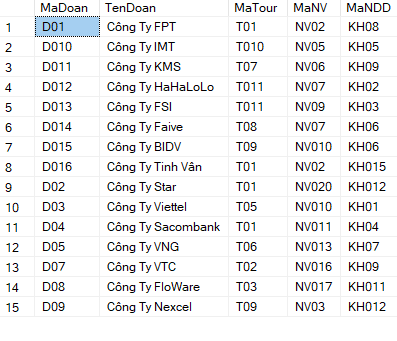 MaDoan TenDoan MaTour MaNV MaNDD
1 D01 Công Ty FPT T01 NV02 KH08
2 D010 Công Ty IMT T010 NV05 KH05
3 D011 Công Ty KMS T07 NV06 KH09
4 D012 Công Ty HaHaLoLo T011 NV07 KH02
5 D013 Công Ty FSI T011 NV09 KH03
6 D014 Công Ty Faive T08 NV07 KH06
7 D015 Công Ty BIDV T09 NV010 KH06
8 D016 Công Ty Tinh Vân T01 NV02 KH015
9 D02 Công Ty Star T01 NV020 KH012
10 D03 Công Ty Viettel T05 NV010 KH01
11 D04 Công Ty Sacombank T01 NV011 KH04
12 D05 Công Ty VNG T06 NV013 KH07
13 D07 Công Ty VTC T02 NV016 KH09
14 D08 Công Ty FloWare T03 NV017 KH011
15 D09 Công Ty Nexcel T09 NV03 KH012